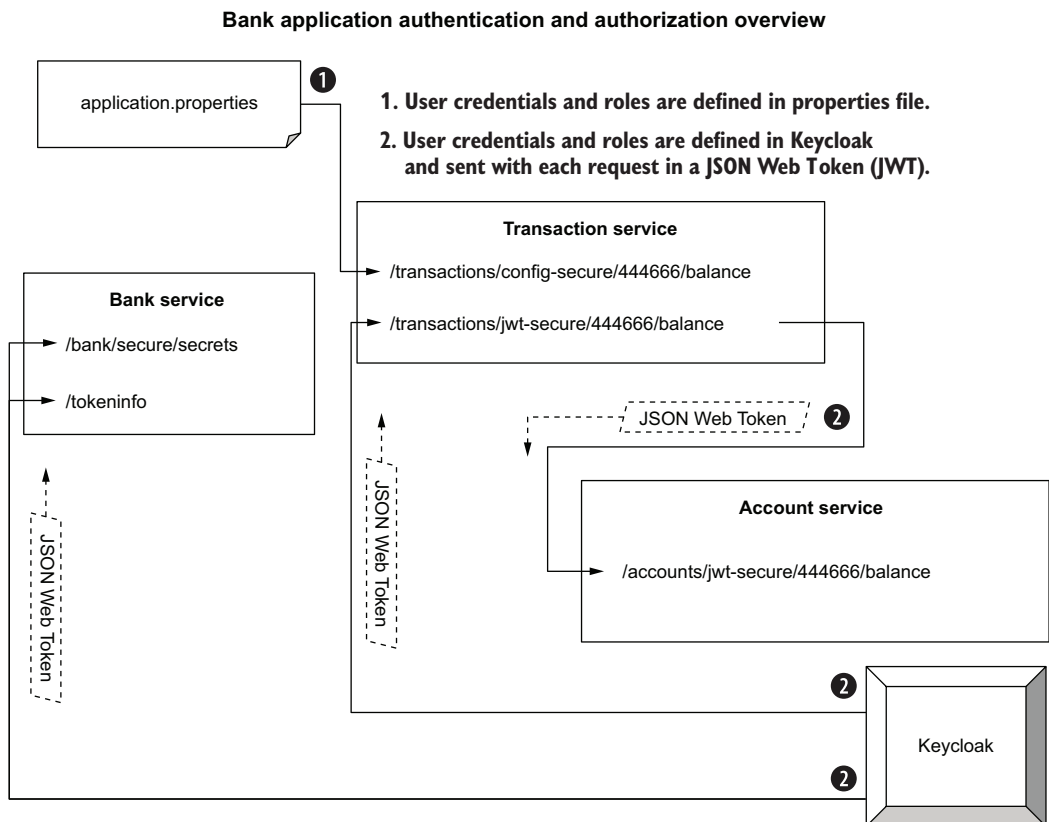 Bank application authentication and authorization overview
application.properties
1
1. User credentials and roles are defined in properties file.
2. User credentials and roles are defined in Keycloak
and sent with each request in a JSON Web Token (JWT).
Transaction service
/transactions/config-secure/444666/balance
/transactions/jwt-secure/444666/balance
Bank service
/bank/secure/secrets
/tokeninfo
JSON Web Token
2
JSON Web Token
JSON Web Token
Account service
/accounts/jwt-secure/444666/balance
2
Keycloak
2